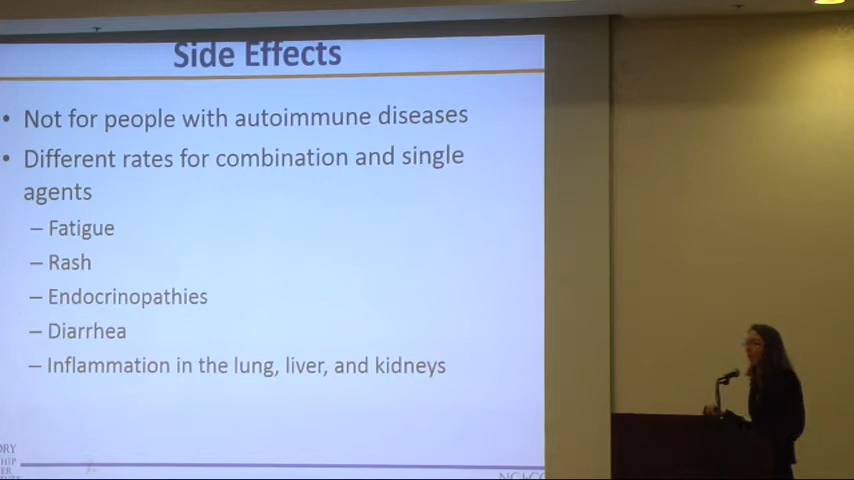 Side Effects
• Not for people with autoimmune diseases
• Different rates for combination and single
agents
– Fatigue
– Rash
– Endocrinopathies
– Diarrhea
– Inflammation in the lung, liver, and kidneys